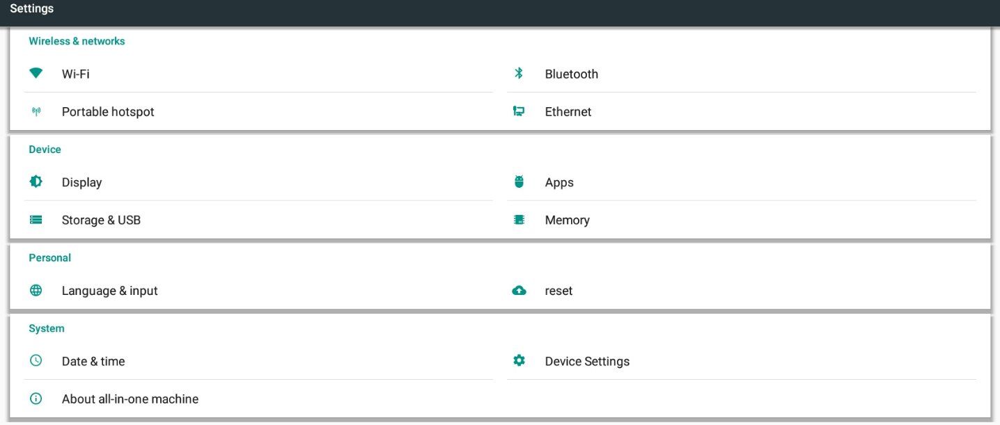 Settings
Wireless & networks
Wi-Fi
Bluetooth
Portable hotspot
Ethernet
Device
Display
Apps
Storage & USB
Memory
Personal
Language & input
reset
System
Date & time
Device Settings
About all-in-one machine